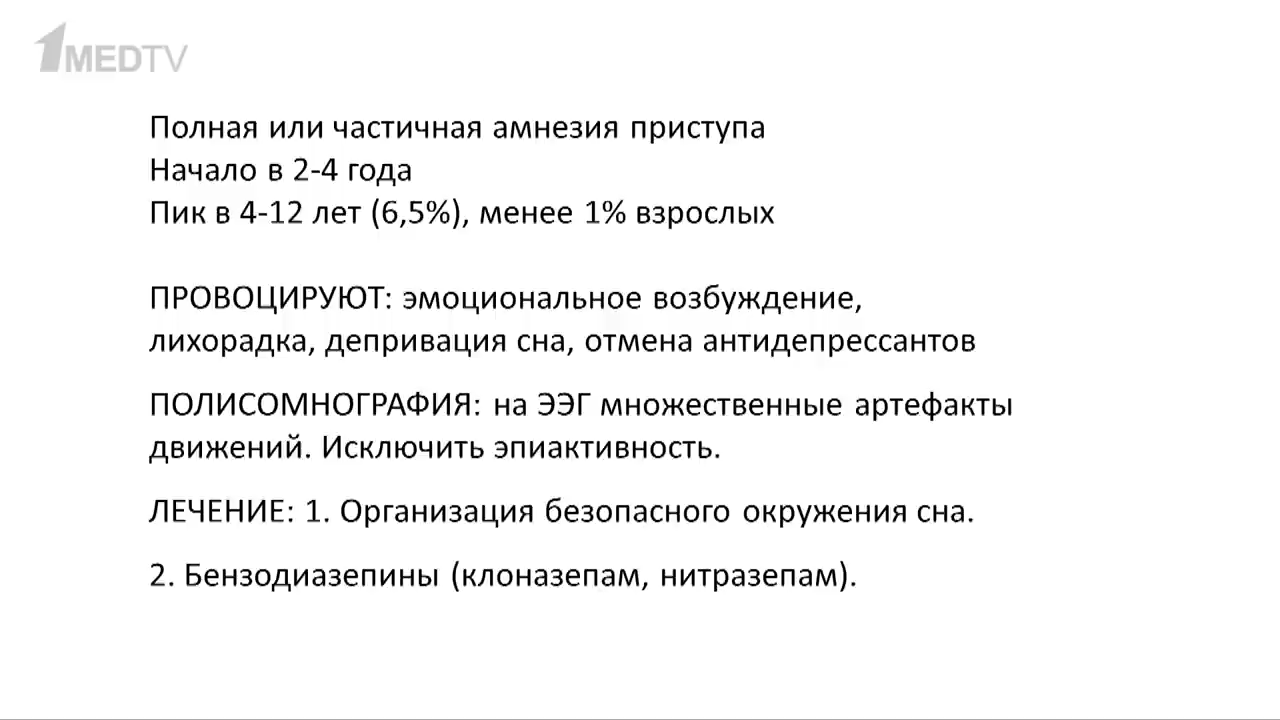 1MEDTV
Полная или частичная амнезия приступа
Начало в 2-4 года
Пик в 4-12 лет (6,5%), менее 1% взрослых
ПРОВОЦИРУЮТ: эмоциональное возбуждение,
лихорадка, депривация сна, отмена антидепрессантов
ПОЛИСОМНОГРАФИЯ: на ЭЭГ множественные артефакты
движений. Исключить эпиактивность.
ЛЕЧЕНИЕ: 1. Организация безопасного окружения сна.
2. Бензодиазепины (клоназепам, нитразепам).